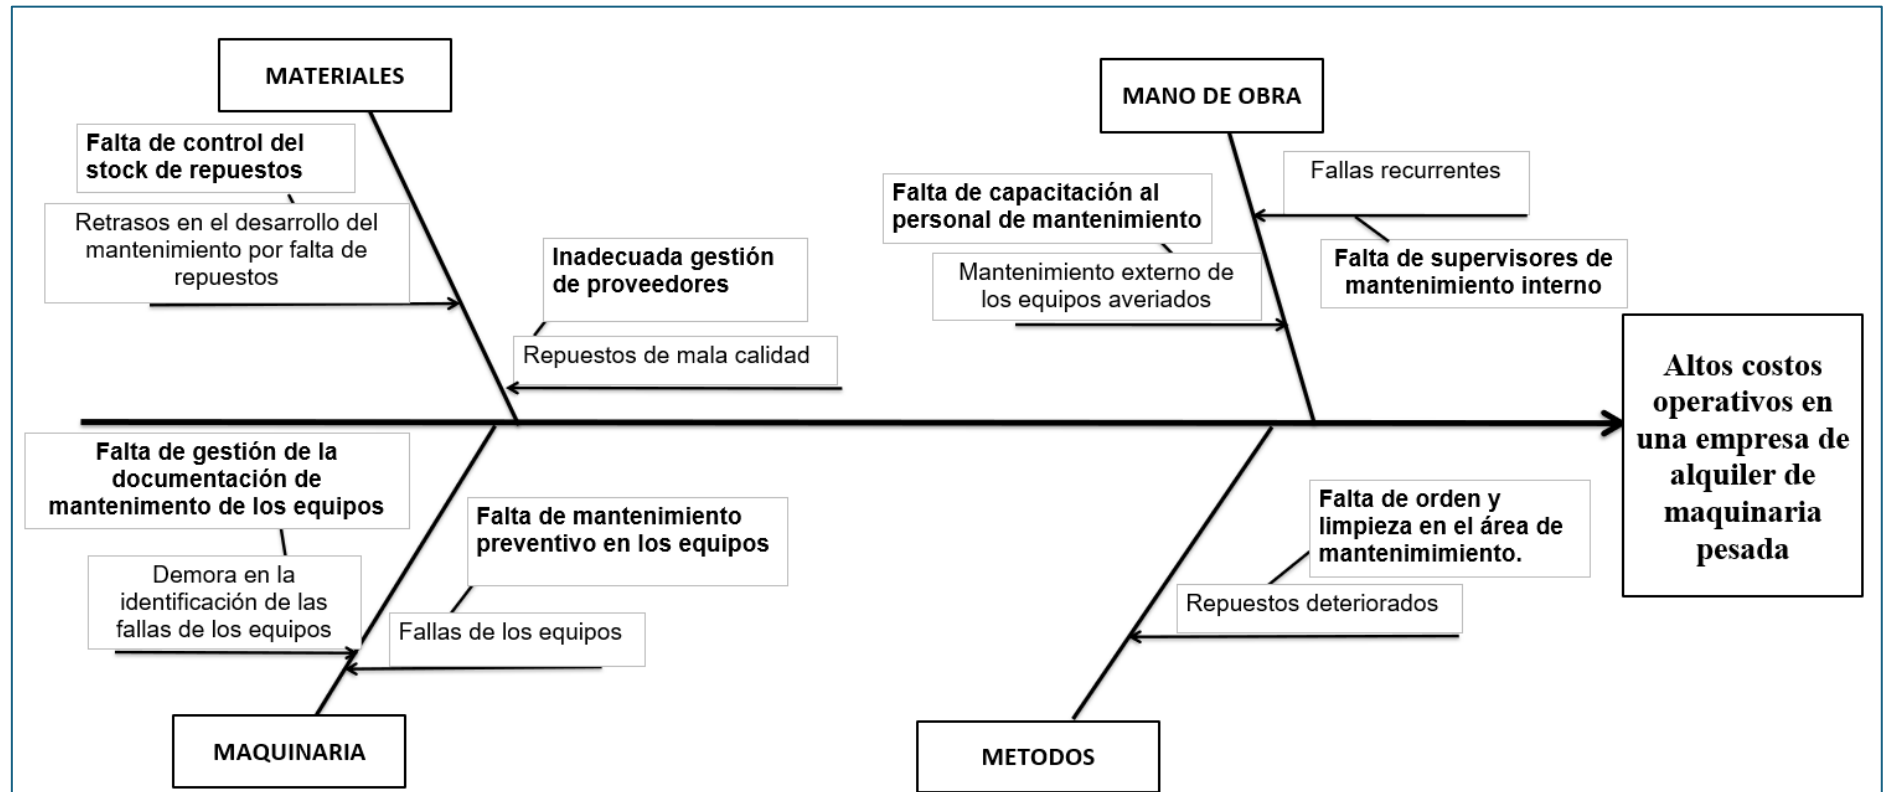 MATERIALES
Falta de control del
stock de repuestos
Retrasos en el desarrollo del
mantenimiento por falta de
repuestos
Inadecuada gestión
de proveedores
Repuestos de mala calidad
MANO DE OBRA
Falta de capacitación al
personal de mantenimiento
Mantenimiento externo de
los equipos averiados
Fallas recurrentes
Falta de supervisores de
mantenimiento interno
Altos costos
operativos en
una empresa de
alquiler de
maquinaria
pesada
Falta de gestión de la
documentación de
mantenimento de los equipos
Demora en la
identificación de las
fallas de los equipos
Falta de mantenimiento
preventivo en los equipos
Fallas de los equipos
MAQUINARIA
Falta de orden y
limpieza en el área de
mantenimimiento.
Repuestos deteriorados
METODOS